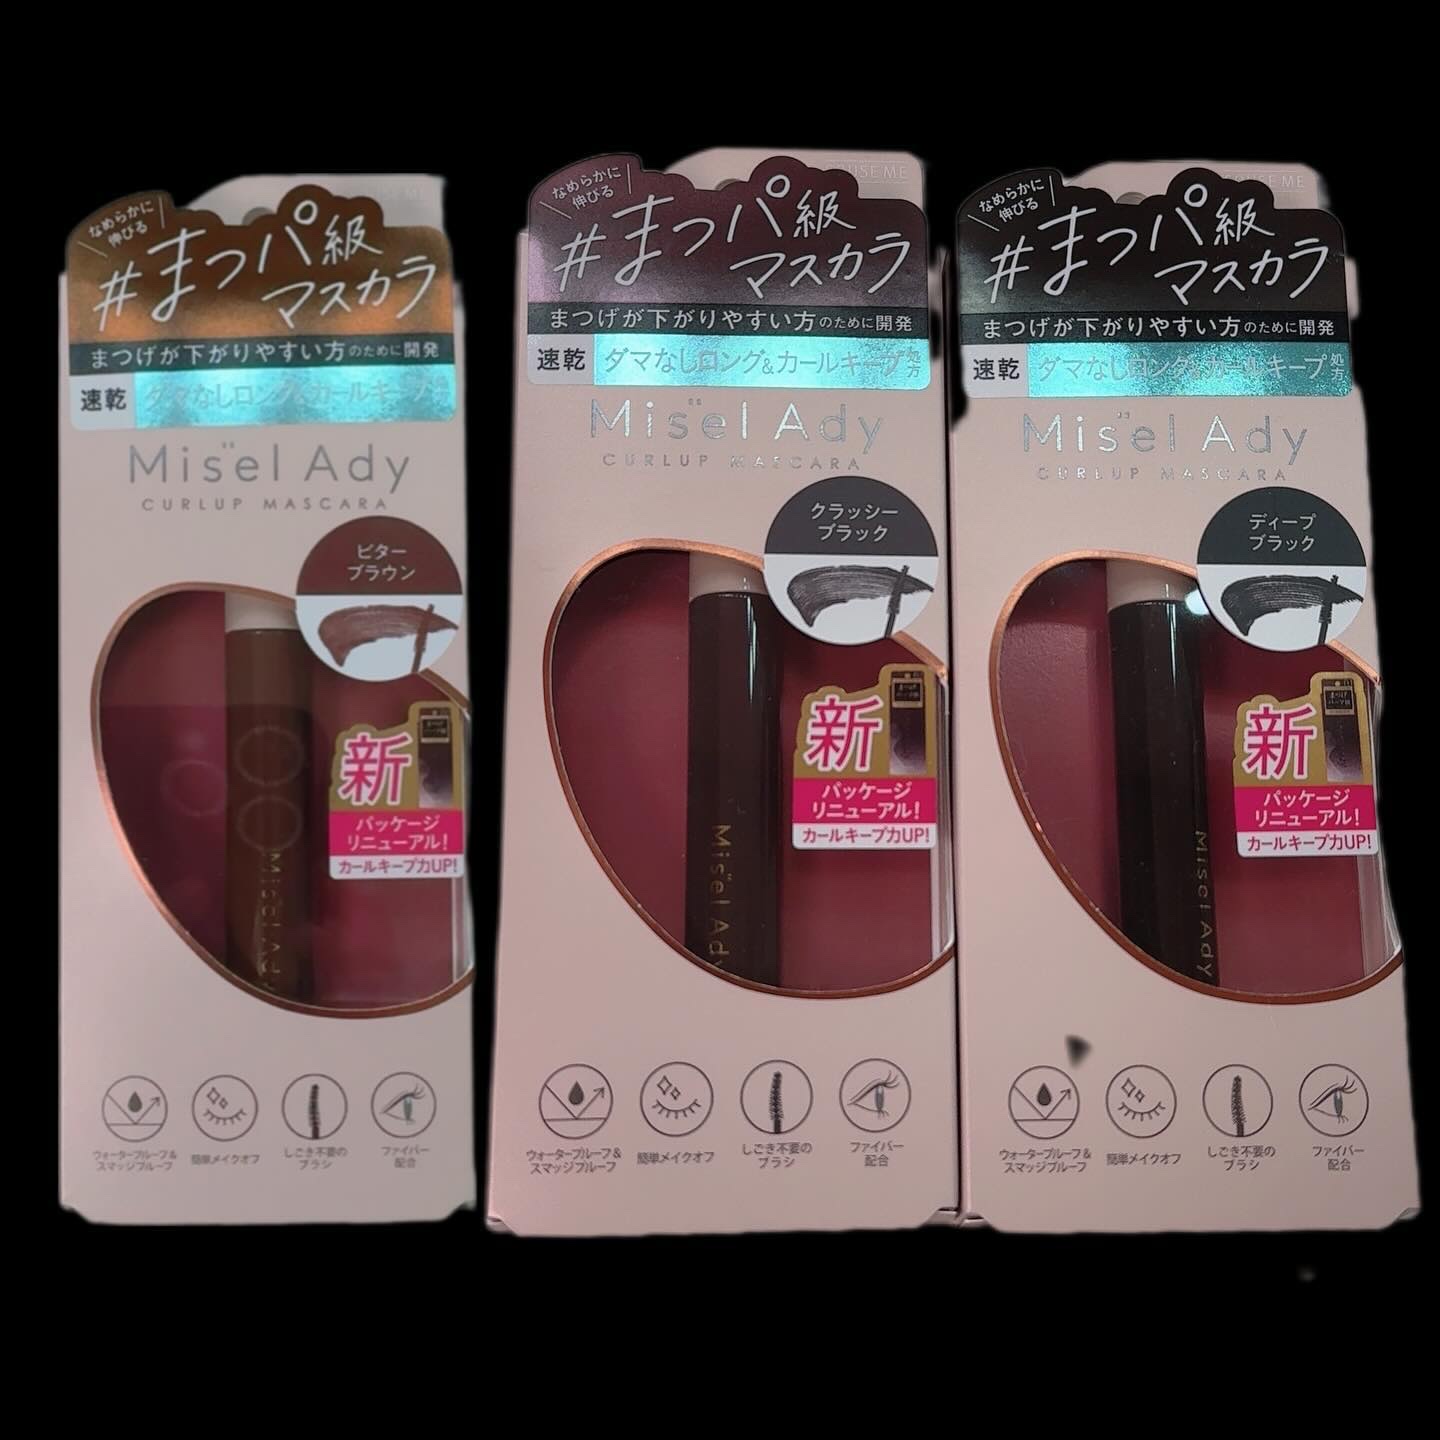 なめらかに
伸びる
#まつパ級
マスカラ
まつげが下がりやすい方のために開発
速乾 ダマなしロング&カールキープ処方
Mis"el Ady
CURLUP MASCARA
ビター
ブラウン
新
パッケージ
リニューアル!
カールキープ力UP!
Misel Ady
ウォータープルーフ&
スマッジプルーフ
簡単メイクオフ
しごき不要の
ブラシ
ファイバー
配合
なめらかに
伸びる
#まつパ級
マスカラ
まつげが下がりやすい方のために開発
速乾 ダマなしロング&カールキープ処方
Mis"el Ady
CURLUP MASCARA
クラッシー
ブラック
新
パッケージ
リニューアル!
カールキープ力UP!
Mis"el Ady
ウォータープルーフ&
スマッジプルーフ
簡単メイクオフ
しごき不要の
ブラシ
ファイバー
配合
なめらかに
伸びる
#まつパ級
マスカラ
まつげが下がりやすい方のために開発
速乾 ダマなしロング&カールキープ処方
Mis"el Ady
CURLUP MASCARA
ディープ
ブラック
新
パッケージ
リニューアル!
カールキープ力UP!
Misel Ady
ウォータープルーフ&
スマッジプルーフ
簡単メイクオフ
しごき不要の
ブラシ
ファイバー
配合